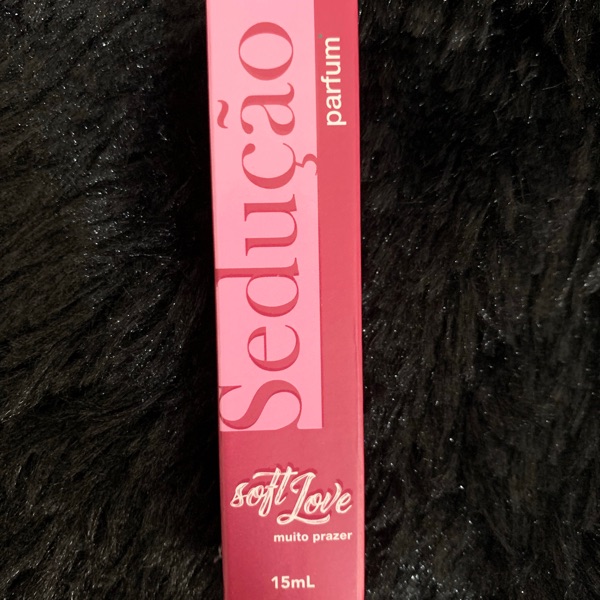 Sedução
parfum
soft Love
muito prazer
15mL